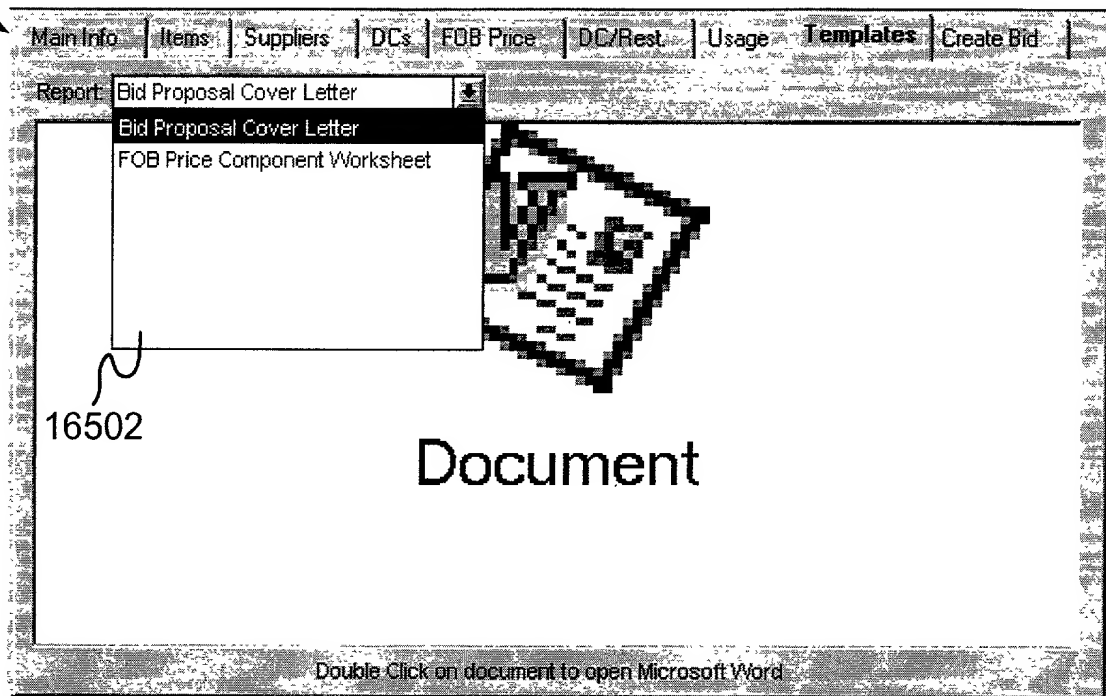 Main Info Items Suppliers DCs FOB Price DC/Rest. Usage Templates Create Bid
Report: Bid Proposal Cover Letter
Bid Proposal Cover Letter
FOB Price Component Worksheet
16502
Document
Double Click on document to open Microsoft Word